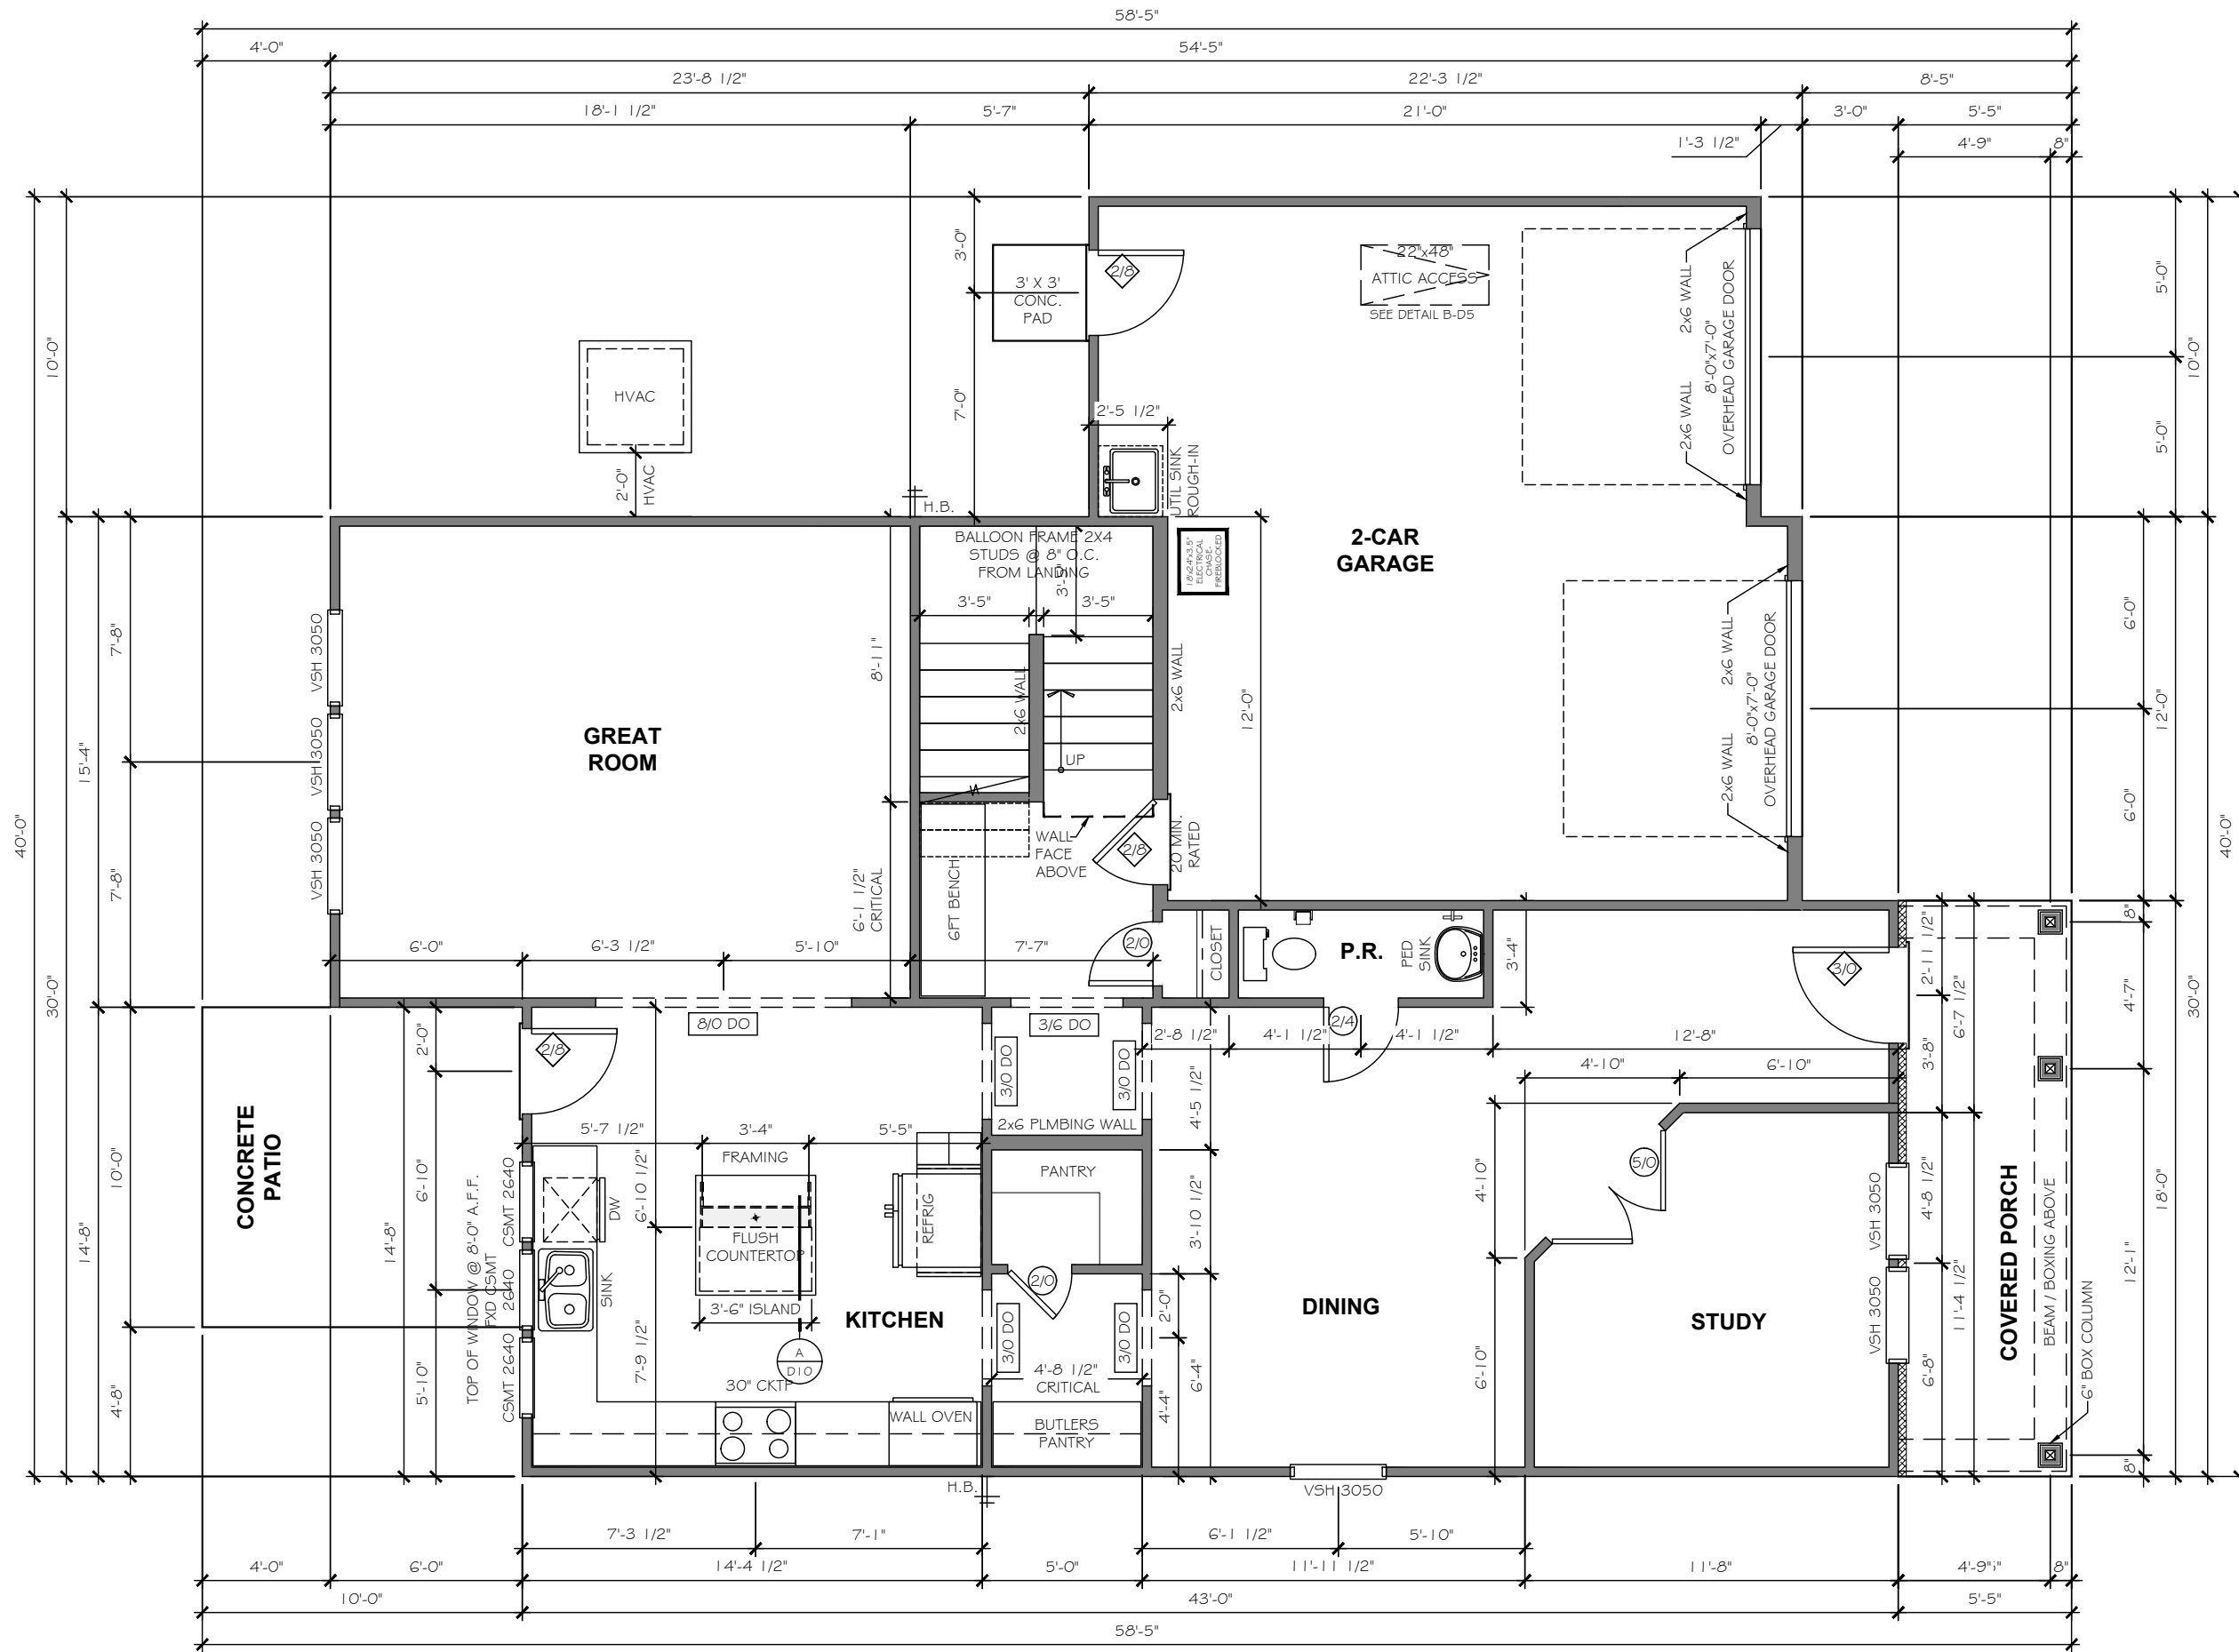 58'-5"
4'-0"
54'-5"
23'-8 1/2"
22'-3 1/2"
8'-5"
18'-1 1/2"
5'-7"
21'-0"
3'-0"
5'-5"
1'-3 1/2"
4'-9"
8"
40'-0"
10'-0"
3'-0"
7'-0"
3' X 3'
CONC.
PAD
2/8
22"x48"
ATTIC ACCESS
SEE DETAIL B-D5
2x6 WALL
2x6 WALL
8'-0"x7'-0"
OVERHEAD GARAGE DOOR
5'-0"
5'-0"
10'-0"
HVAC
2'-0"
HVAC
H.B.
2'-5 1/2"
UTIL SINK
ROUGH-IN
18'x24"x3.5"
ELECTRICAL
CHASE-
FIREBLOCKED
2-CAR
GARAGE
BALLOON FRAME 2X4
STUDS @ 8" O.C.
FROM LANDING
3'-5"
3'-5"
3'-5"
8'-11"
2x6 WALL
UP
2x6 WALL
12'-0"
2x6 WALL
2x6 WALL
8'-0"x7'-0"
OVERHEAD GARAGE DOOR
6'-0"
6'-0"
12'-0"
40'-0"
30'-0"
15'-4"
7'-8"
7'-8"
VSH 3050
VSH 3050
VSH 3050
GREAT
ROOM
WALL
FACE
ABOVE
2/8
20 MIN.
RATED
6'-1 1/2"
CRITICAL
6FT BENCH
6'-0"
6'-3 1/2"
5'-10"
7'-7"
2/0
CLOSET
P.R.
PED
SINK
3'-4"
3/0
2'-11 1/2"
6'-7 1/2"
3'-8"
8"
4'-7"
30'-0"
8/0 DO
3/6 DO
3/0 DO
3/0 DO
2'-8 1/2"
4'-1 1/2"
2/4
4'-1 1/2"
12'-8"
4'-10"
6'-10"
2'-0"
2/8
CONCRETE
PATIO
14'-8"
10'-0"
4'-8"
14'-8"
6'-10"
5'-10"
TOP OF WINDOW @ 8'-0" A.F.F.
FXD CSMT
CSMT 2640
2640
CSMT 2640
5'-7 1/2"
3'-4"
5'-5"
FRAMING
6'-10 1/2"
7'-9 1/2"
DW
SINK
FLUSH
COUNTERTOP
3'-6" ISLAND
REFRIG
KITCHEN
A
D10
30" CKTP
WALL OVEN
2x6 PLMBING WALL
PANTRY
2/0
3/0 DO
3/0 DO
4'-8 1/2"
CRITICAL
BUTLERS
PANTRY
4'-5 1/2"
3'-10 1/2"
2'-0"
6'-4"
4'-4"
DINING
5/0
4'-10"
6'-10"
STUDY
VSH 3050
VSH 3050
4'-8 1/2"
11'-4 1/2"
6'-8"
COVERED PORCH
BEAM / BOXING ABOVE
6" BOX COLUMN
18'-0"
12'-1"
8"
H.B.
VSH 3050
7'-3 1/2"
7'-1"
6'-1 1/2"
5'-10"
4'-0"
6'-0"
14'-4 1/2"
5'-0"
11'-11 1/2"
11'-8"
4'-9"
8"
10'-0"
43'-0"
5'-5"
58'-5"